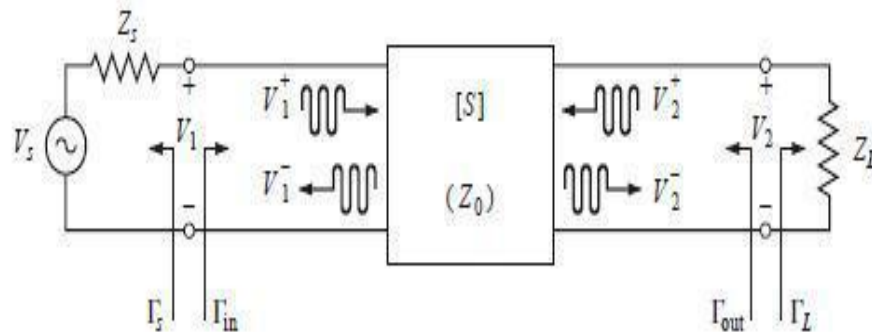 Z_s
+
V_1
−
V_s
V_1^+
V_1^−
[S]
(Z_0)
V_2^+
V_2^−
+
V_2
−
Z_L
Γ_s
Γ_in
Γ_out
Γ_L